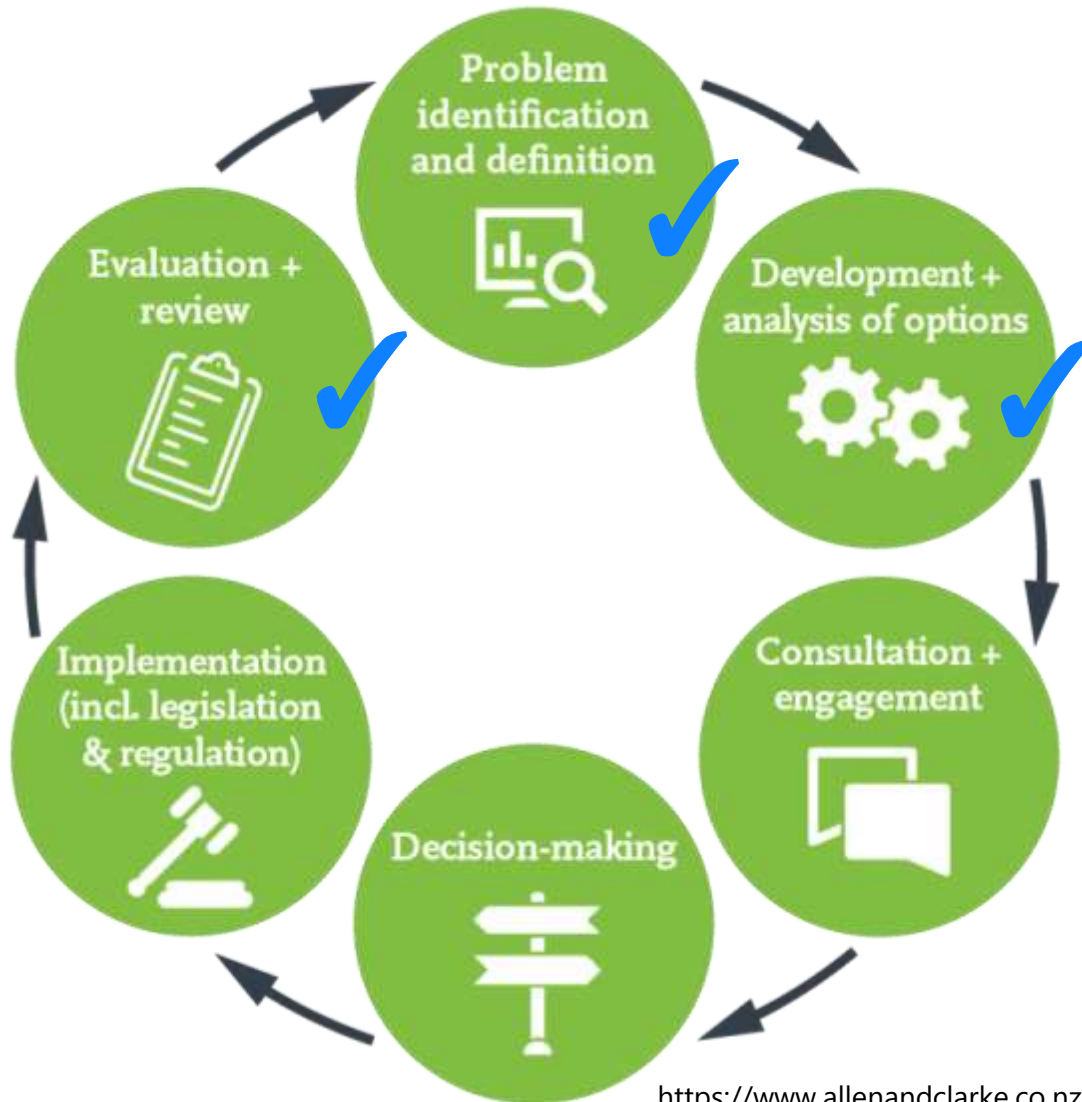 Problem
identification
and definition
Development +
analysis of options
Consultation +
engagement
Decision-making
Implementation
(incl. legislation
& regulation)
Evaluation +
review
https://www.allenandclarke.co.nz